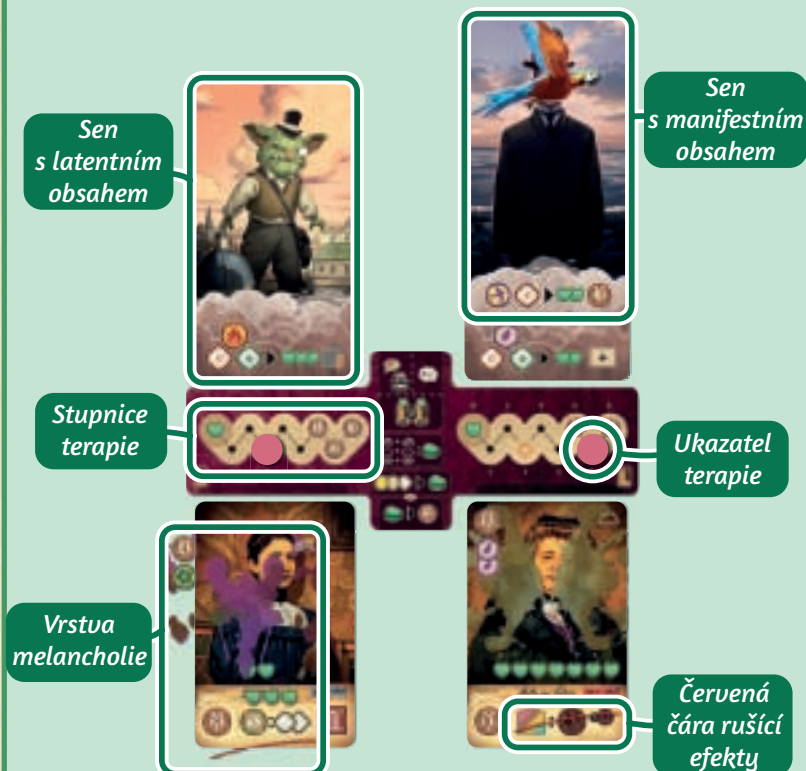 Sen
s latentním
obsahem
Sen
s manifestním
obsahem
Stupnice
terapie
Ukazatel
terapie
Vrstva
melancholie
Červená
čára rušící
efekty